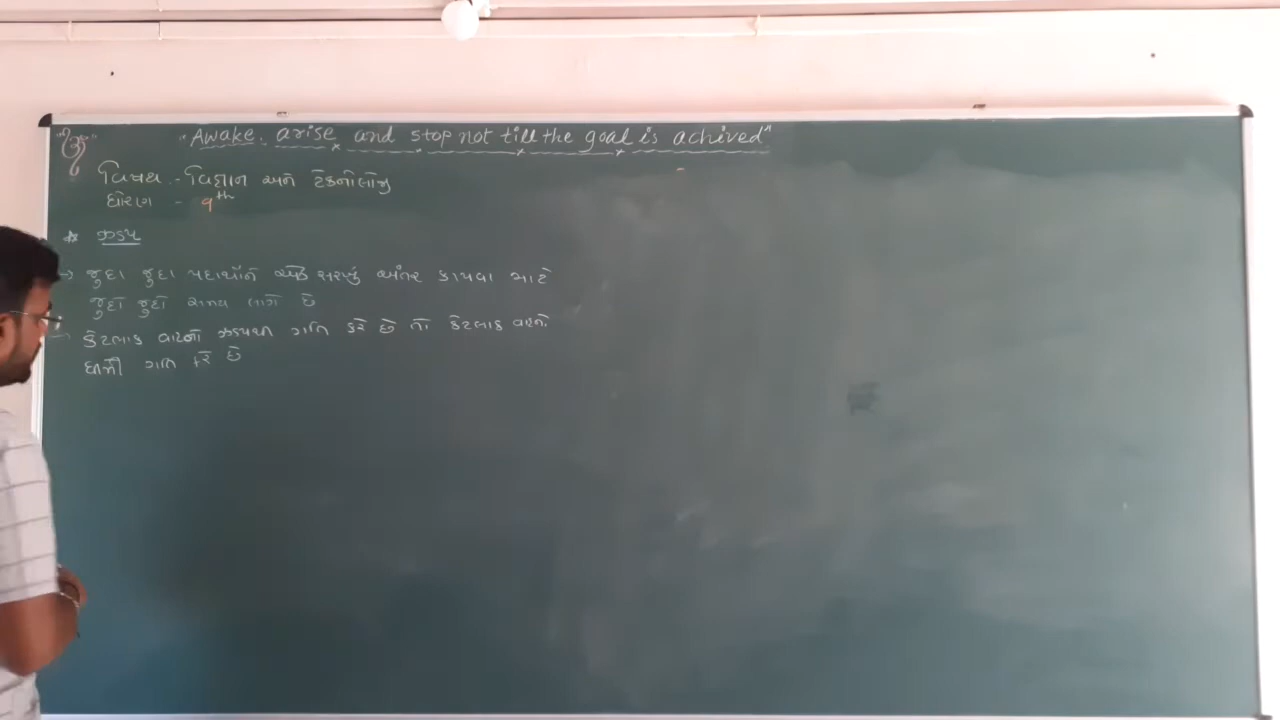 "ૐ"
"Awake, arise and stop not till the goal is achived"
વિષય - વિજ્ઞાન અને ટેકનોલોજી
ધોરણ - 9th
* ઝડપ
→ જુદા જુદા પદાર્થોને એક સરખું અંતર કાપવા માટે
જુદો જુદો સમય લાગે છે
→ કેટલાક વાહનો ઝડપથી ગતિ કરે છે તો કેટલાક વાહનો
ધીમી ગતિ કરે છે